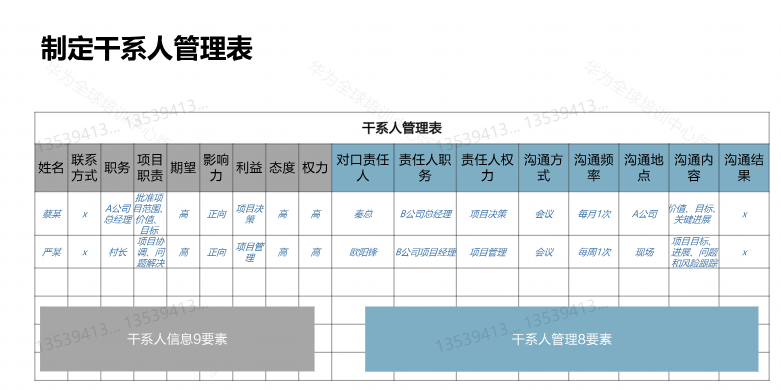 制定干系人管理表
干系人管理表
姓名 联系方式 职务 项目职责 期望 影响力 利益 态度 权力 对口责任人 责任人职务 责任人权力 沟通方式 沟通频率 沟通地点 沟通内容 沟通结果
蔡某 x A公司总经理 批准项目范围、价值、目标 高 正向 项目决策 高 高 秦总 B公司总经理 项目决策 会议 每月1次 A公司 价值、目标、关键进展 x
严某 x 村长 项目协调、问题解决 高 正向 项目管理 高 高 欧阳锋 B公司项目经理 项目管理 会议 每周1次 现场 项目目标、进展、问题和风险跟踪 x
干系人信息9要素 干系人管理8要素
华为全球培训中心
13539413...